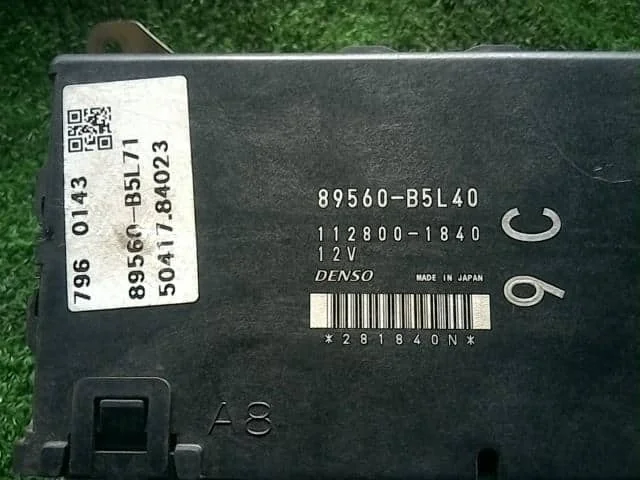 796 0143
89560-B5L71
50417.84023
89560-B5L40
112800-1840
12V
DENSO MADE IN JAPAN
*281840N*
9C
A8